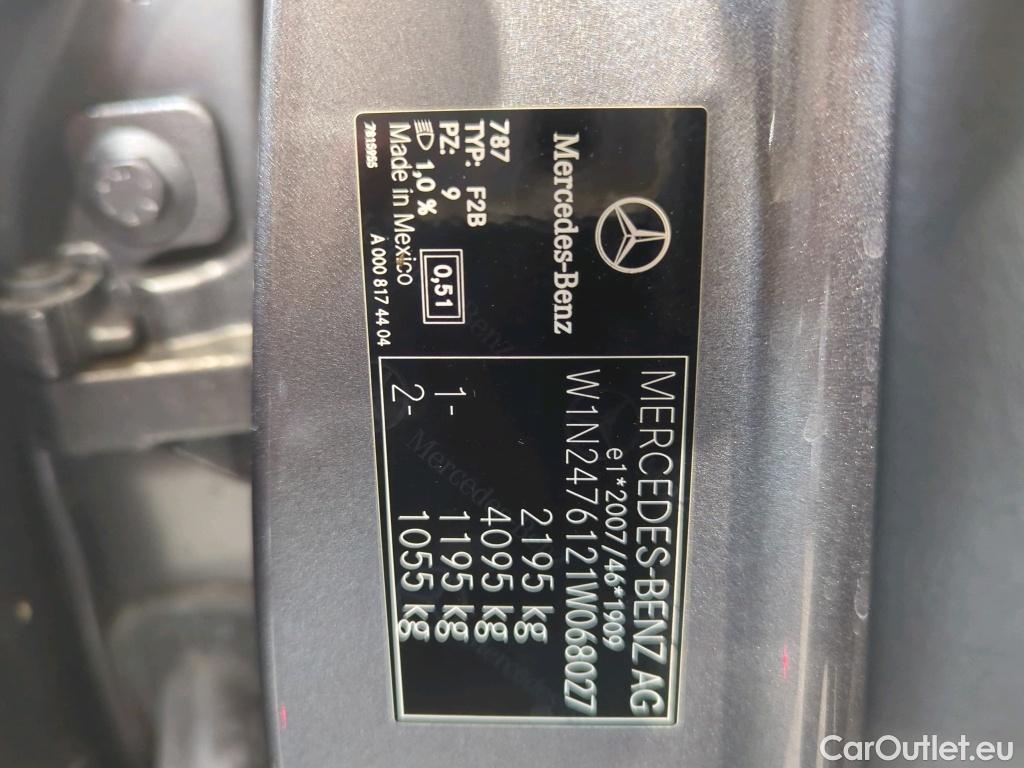 Mercedes-Benz
787
TYP: F2B
PZ: 9
1,0 %
0,51
Made in Mexico
7815955
A 000 817 44 04
MERCEDES-BENZ AG
e1*2007/46*1909
W1N2476121W068027
2195 kg
4095 kg
1- 1195 kg
2- 1055 kg
CarOutlet.eu